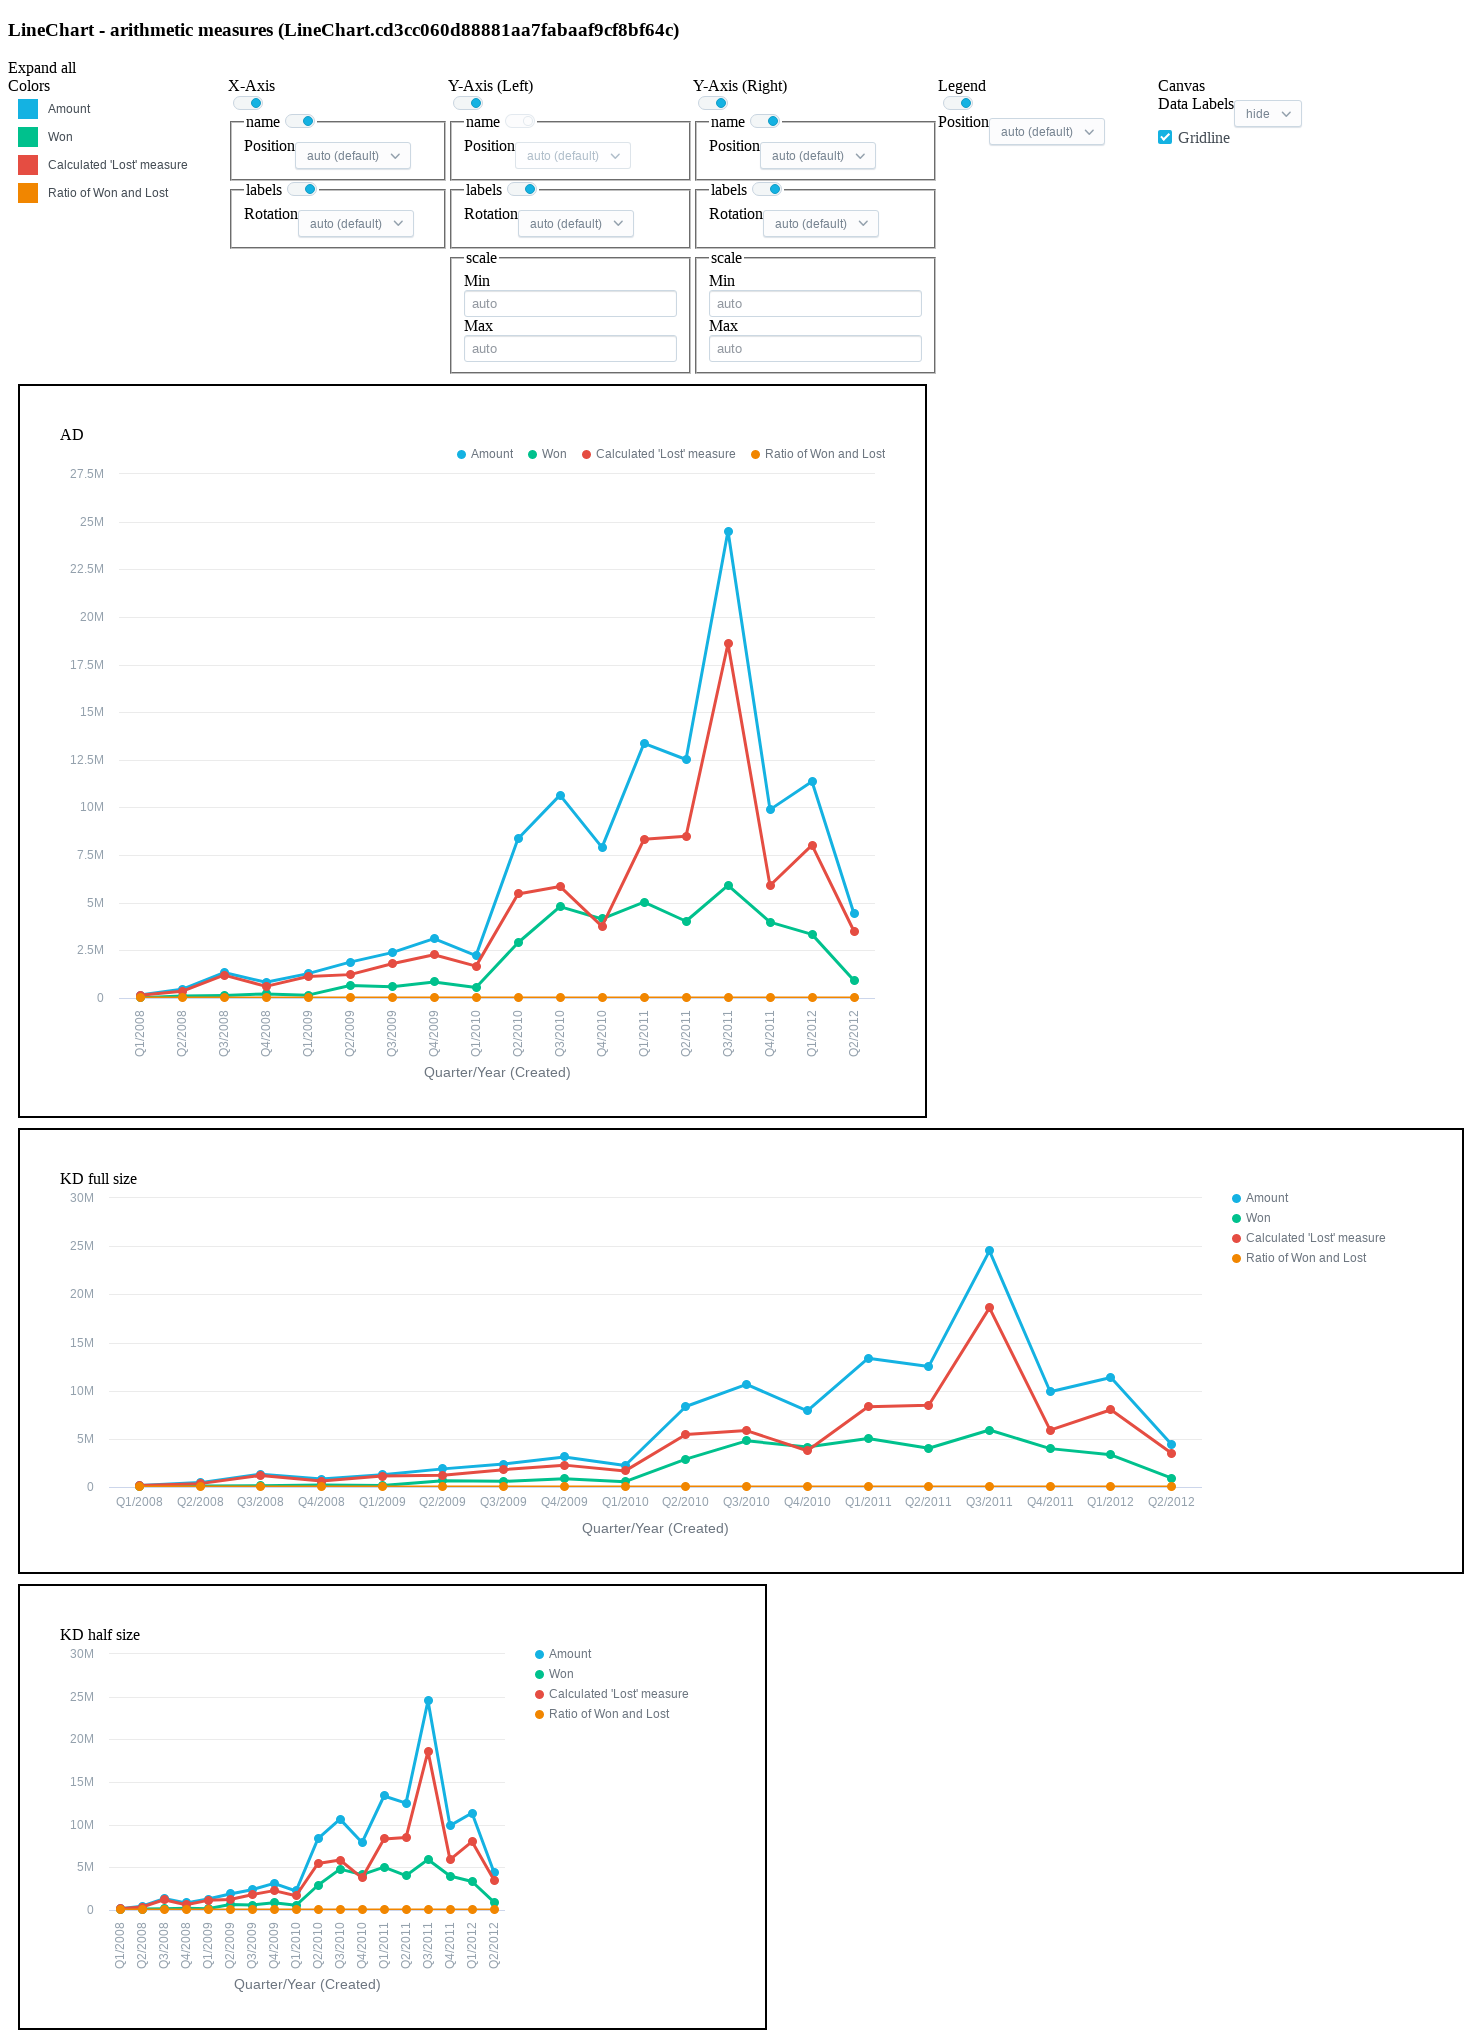 LineChart - arithmetic measures (LineChart.cd3cc060d88881aa7fabaaf9cf8bf64c)
Expand all
Colors
Amount
Won
Calculated 'Lost' measure
Ratio of Won and Lost
X-Axis
name
Position auto (default)
labels
Rotation auto (default)
Y-Axis (Left)
name
Position auto (default)
labels
Rotation auto (default)
scale
Min
auto
Max
auto
Y-Axis (Right)
name
Position auto (default)
labels
Rotation auto (default)
scale
Min
auto
Max
auto
Legend
Position auto (default)
Canvas
Data Labels hide
Gridline
AD
Amount Won Calculated 'Lost' measure Ratio of Won and Lost
27.5M
25M
22.5M
20M
17.5M
15M
12.5M
10M
7.5M
5M
2.5M
0
Q1/2008 Q2/2008 Q3/2008 Q4/2008 Q1/2009 Q2/2009 Q3/2009 Q4/2009 Q1/2010 Q2/2010 Q3/2010 Q4/2010 Q1/2011 Q2/2011 Q3/2011 Q4/2011 Q1/2012 Q2/2012
Quarter/Year (Created)
KD full size
30M
25M
20M
15M
10M
5M
0
Amount
Won
Calculated 'Lost' measure
Ratio of Won and Lost
Q1/2008 Q2/2008 Q3/2008 Q4/2008 Q1/2009 Q2/2009 Q3/2009 Q4/2009 Q1/2010 Q2/2010 Q3/2010 Q4/2010 Q1/2011 Q2/2011 Q3/2011 Q4/2011 Q1/2012 Q2/2012
Quarter/Year (Created)
KD half size
30M
25M
20M
15M
10M
5M
0
Amount
Won
Calculated 'Lost' measure
Ratio of Won and Lost
Q1/2008 Q2/2008 Q3/2008 Q4/2008 Q1/2009 Q2/2009 Q3/2009 Q4/2009 Q1/2010 Q2/2010 Q3/2010 Q4/2010 Q1/2011 Q2/2011 Q3/2011 Q4/2011 Q1/2012 Q2/2012
Quarter/Year (Created)